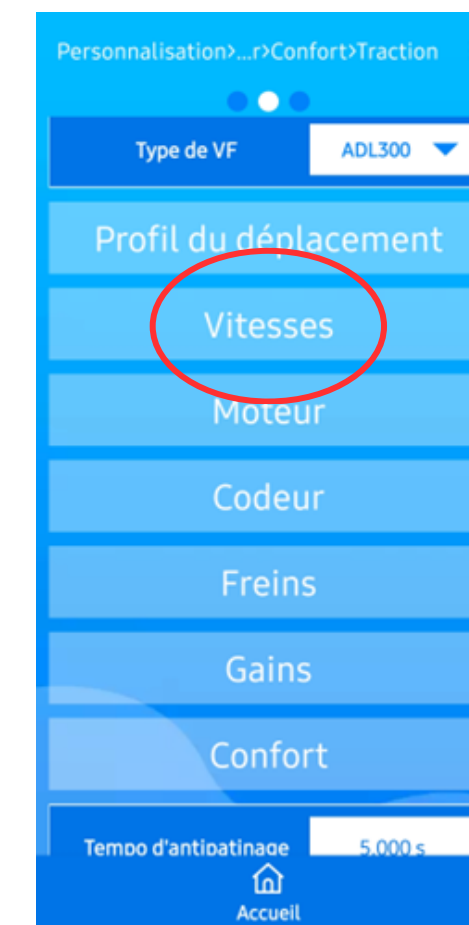 Personnalisation>...r>Confort>Traction
Type de VF ADL300
Profil du déplacement
Vitesses
Moteur
Codeur
Freins
Gains
Confort
Tempo d'antipatinage 5.000 s
Accueil